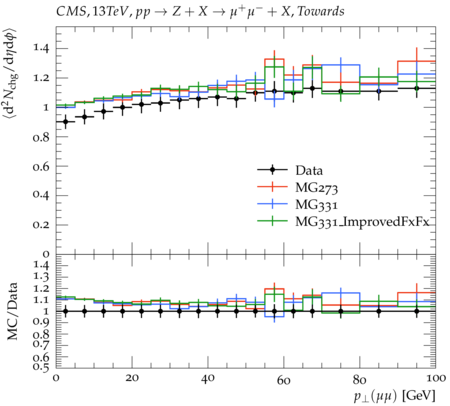 CMS, 13TeV, pp → Z + X → μ⁺μ⁻ + X, Towards
⟨d²N_chg/dηdϕ⟩
1.4
1.2
1
0.8
0.6
0.4
0.2
0
Data
MG273
MG331
MG331_ImprovedFxFx
MC/Data
1.4
1.3
1.2
1.1
1
0.9
0.8
0.7
0.6
0.5
0 20 40 60 80 100
p⊥(μμ) [GeV]